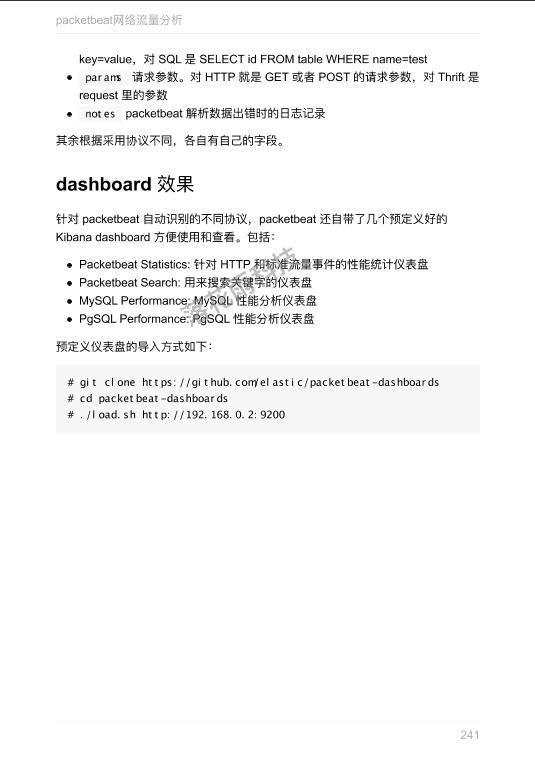 packetbeat网络流量分析
key=value，对 SQL 是 SELECT id FROM table WHERE name=test
● params 请求参数。对 HTTP 就是 GET 或者 POST 的请求参数，对 Thrift 是
request 里的参数
● notes packetbeat 解析数据出错时的日志记录
其余根据采用协议不同，各自有自己的字段。
dashboard 效果
针对 packetbeat 自动识别的不同协议，packetbeat 还自带了几个预定义好的
Kibana dashboard 方便使用和查看。包括：
● Packetbeat Statistics: 针对 HTTP 和标准流量事件的性能统计仪表盘
● Packetbeat Search: 用来搜索关键字的仪表盘
● MySQL Performance: MySQL 性能分析仪表盘
● PgSQL Performance: PgSQL 性能分析仪表盘
落花雨科技
预定义仪表盘的导入方式如下：
# git clone https://github.com/elastic/packetbeat-dashboards
# cd packetbeat-dashboards
# ./load.sh http://192.168.0.2:9200
241